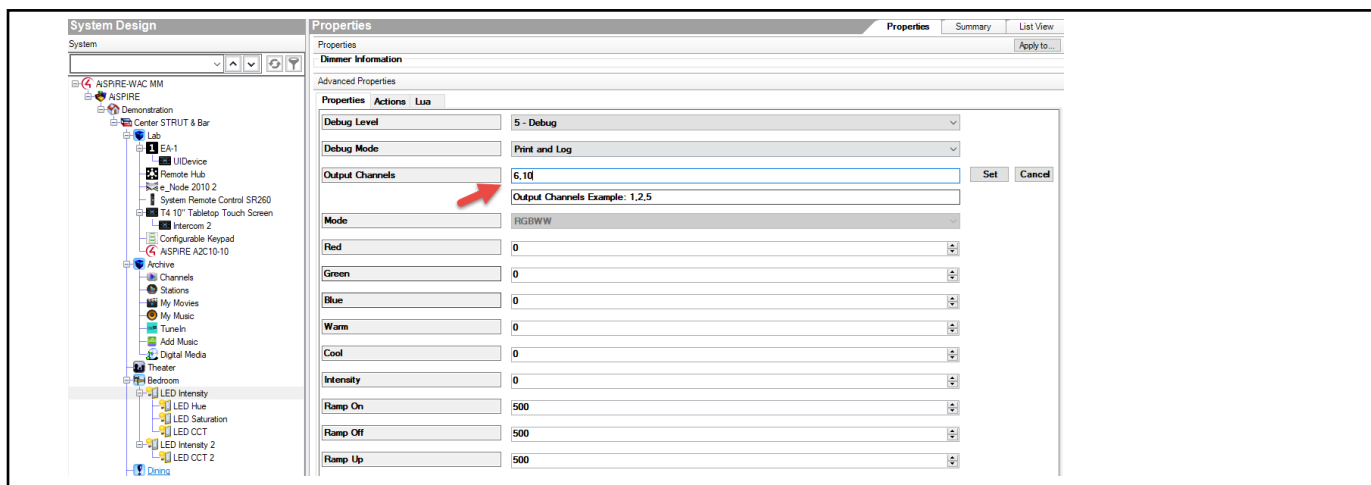 System Design
System
AiSPiRE-WAC MM
AiSPIRE
Demonstration
Center STRUT & Bar
Lab
1 EA-1
UIDevice
Remote Hub
e_Node 2010 2
System Remote Control SR260
T4 10" Tabletop Touch Screen
Intercom 2
Configurable Keypad
AiSPiRE A2C10-10
Archive
Channels
Stations
My Movies
My Music
TuneIn
Add Music
Digital Media
Theater
Bedroom
LED Intensity
LED Hue
LED Saturation
LED CCT
LED Intensity 2
LED CCT 2
Dining
Properties
Properties Summary List View
Properties Apply to...
Dimmer Information
Advanced Properties
Properties Actions Lua
Debug Level 5 - Debug
Debug Mode Print and Log
Output Channels 6,10 Set Cancel
Output Channels Example: 1,2,5
Mode RGBWW
Red 0
Green 0
Blue 0
Warm 0
Cool 0
Intensity 0
Ramp On 500
Ramp Off 500
Ramp Up 500